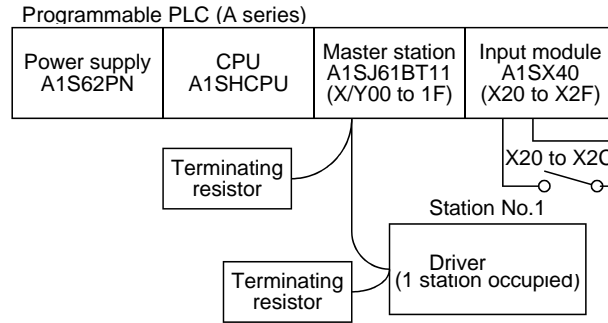 Programmable PLC (A series)
Power supply
A1S62PN
CPU
A1SHCPU
Master station
A1SJ61BT11
(X/Y00 to 1F)
Input module
A1SX40
(X20 to X2F)
X20 to X2C
Terminating
resistor
Station No.1
Driver
(1 station occupied)
Terminating
resistor